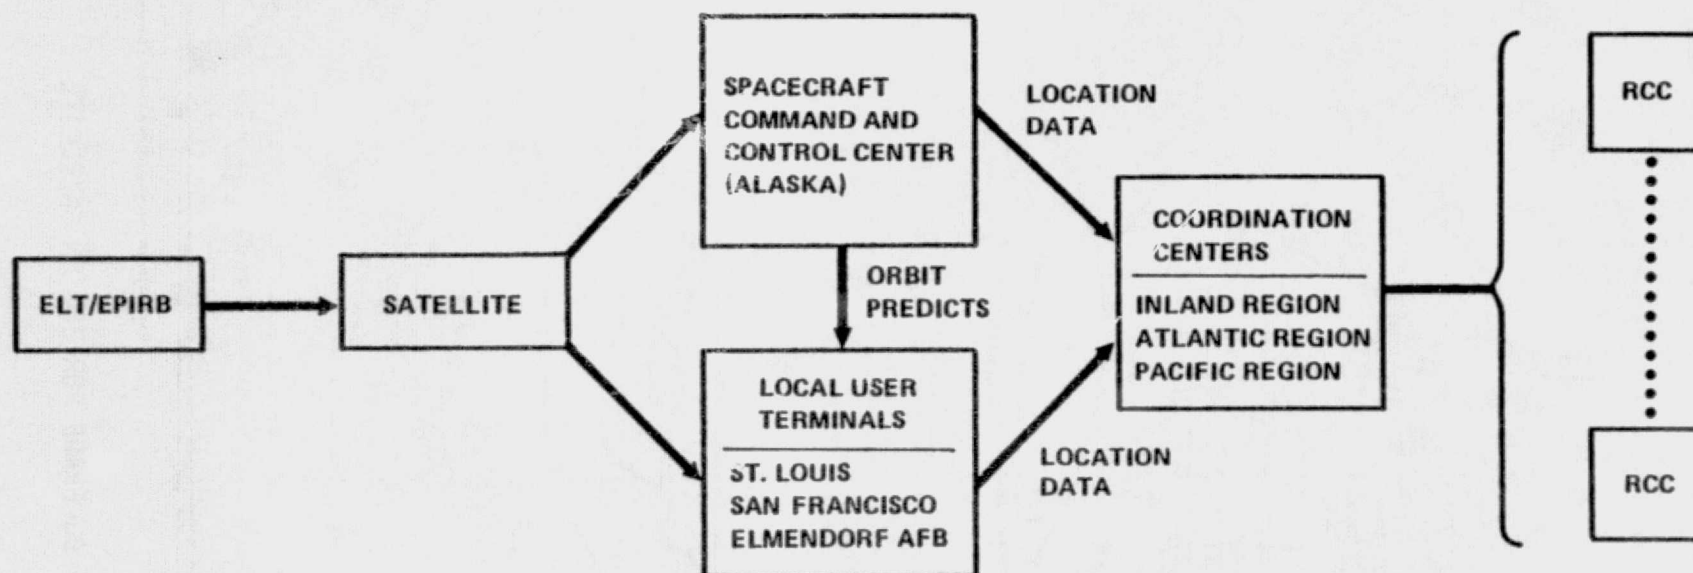 ELT/EPIRB
SATELLITE
SPACECRAFT
COMMAND AND
CONTROL CENTER
(ALASKA)
ORBIT
PREDICTS
LOCAL USER
TERMINALS
ST. LOUIS
SAN FRANCISCO
ELMENDORF AFB
LOCATION
DATA
LOCATION
DATA
COORDINATION
CENTERS
INLAND REGION
ATLANTIC REGION
PACIFIC REGION
RCC
RCC